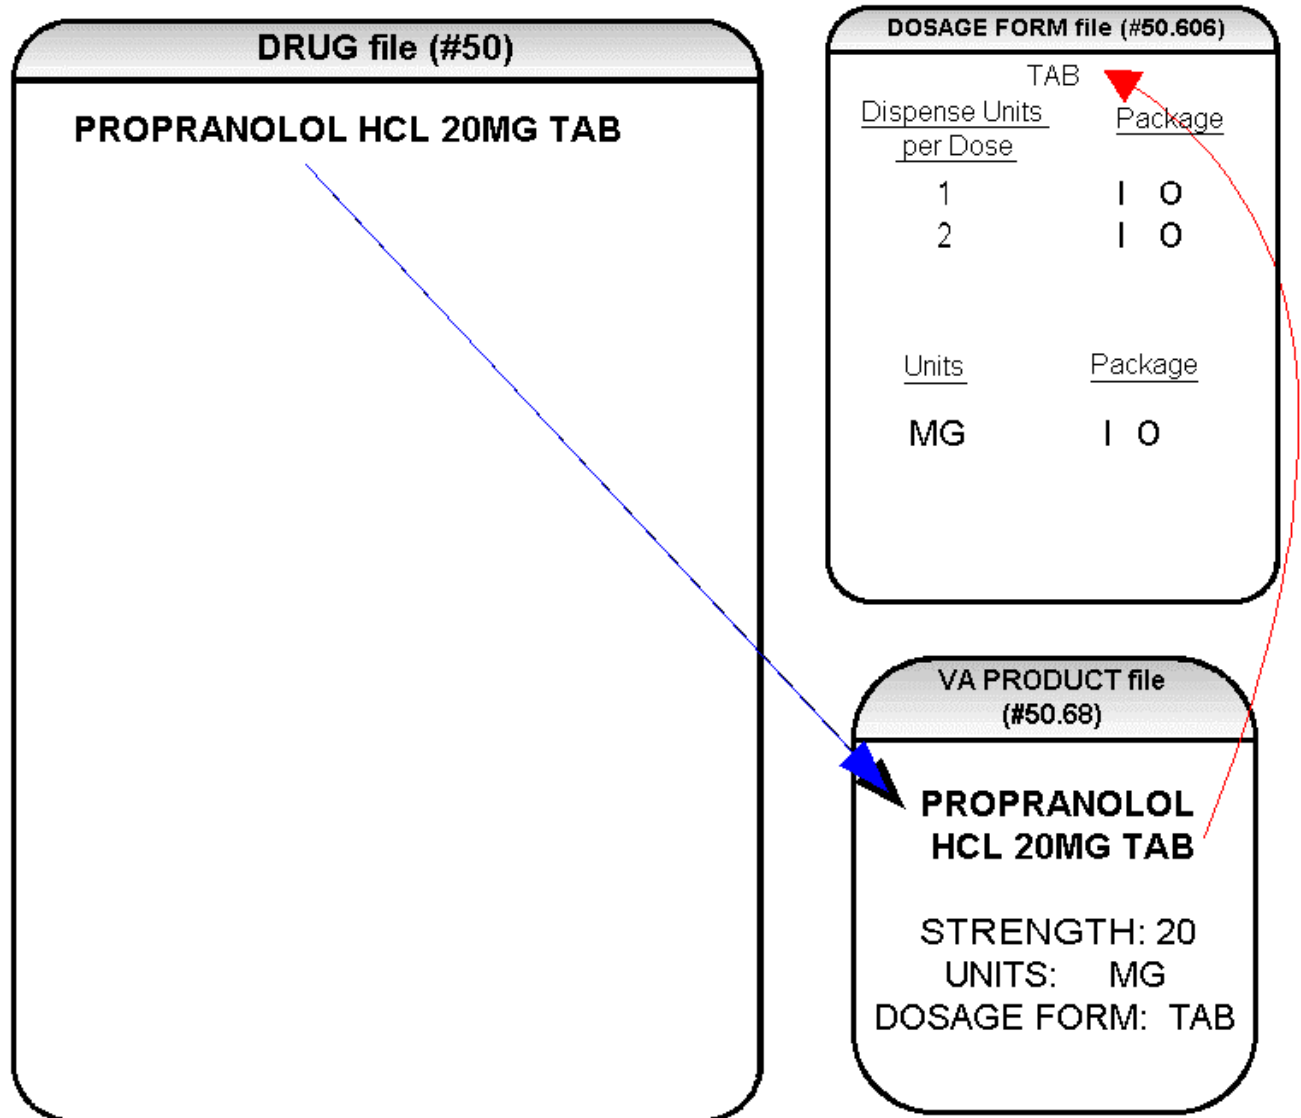 DRUG file (#50)
PROPRANOLOL HCL 20MG TAB
DOSAGE FORM file (#50.606)
TAB
Dispense Units Package
per Dose
1 I O
2 I O
Units Package
MG I O
VA PRODUCT file
(#50.68)
PROPRANOLOL
HCL 20MG TAB
STRENGTH: 20
UNITS: MG
DOSAGE FORM: TAB